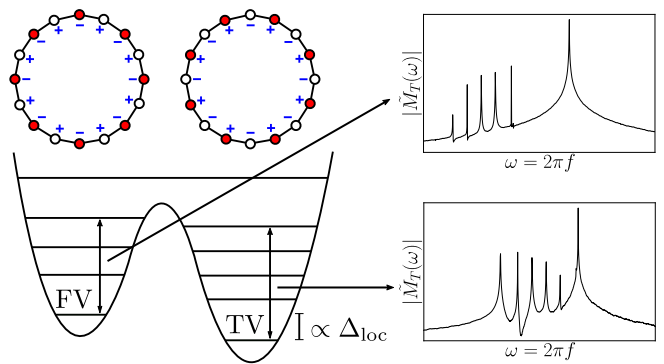 |M̃_T(ω)|
ω = 2πf
FV
TV
∝ Δ_loc
|M̃_T(ω)|
ω = 2πf